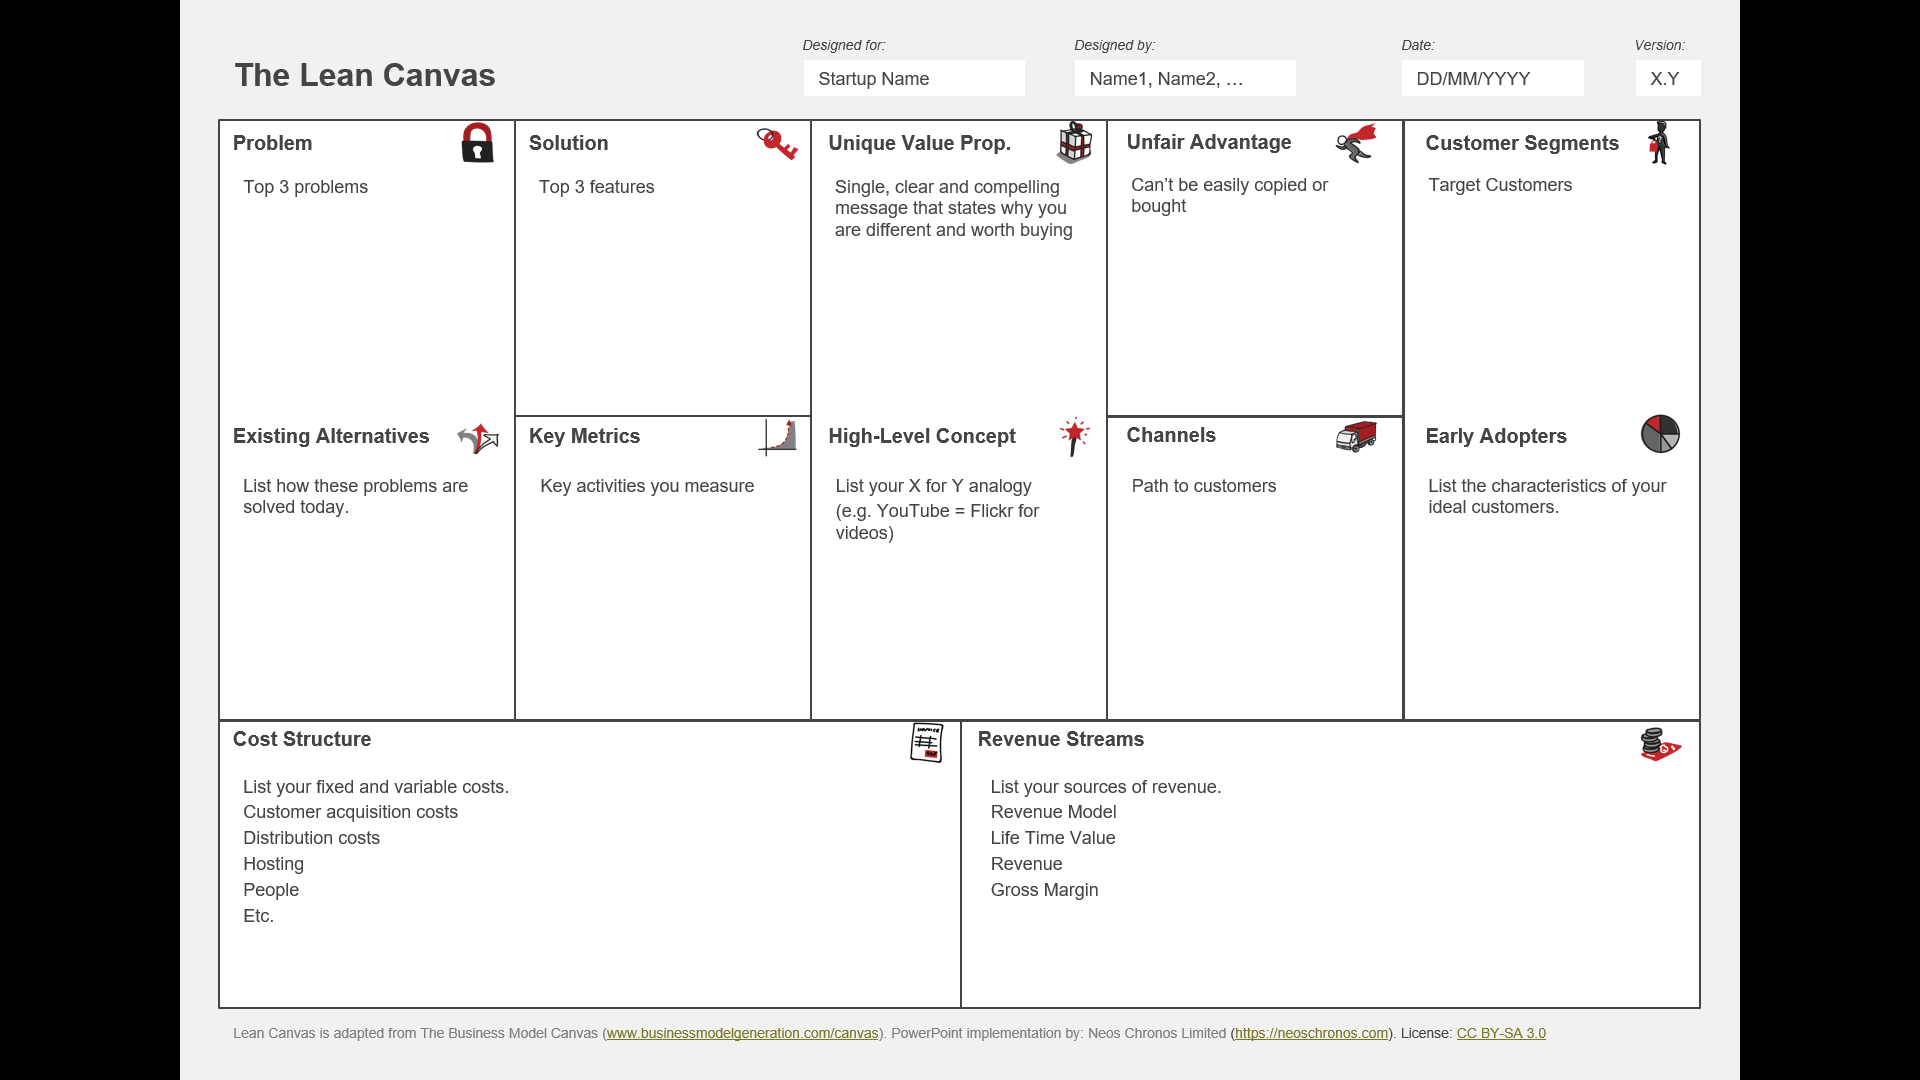 The Lean Canvas
Designed for:
Startup Name
Designed by:
Name1, Name2, …
Date:
DD/MM/YYYY
Version:
X.Y
Problem
Top 3 problems
Solution
Top 3 features
Unique Value Prop.
Single, clear and compelling
message that states why you
are different and worth buying
Unfair Advantage
Can’t be easily copied or
bought
Customer Segments
Target Customers
Existing Alternatives
List how these problems are
solved today.
Key Metrics
Key activities you measure
High-Level Concept
List your X for Y analogy
(e.g. YouTube = Flickr for
videos)
Channels
Path to customers
Early Adopters
List the characteristics of your
ideal customers.
Cost Structure
INVOICE
List your fixed and variable costs.
Customer acquisition costs
Distribution costs
Hosting
People
Etc.
Revenue Streams
List your sources of revenue.
Revenue Model
Life Time Value
Revenue
Gross Margin
Lean Canvas is adapted from The Business Model Canvas (www.businessmodelgeneration.com/canvas). PowerPoint implementation by: Neos Chronos Limited (https://neoschronos.com). License: CC BY-SA 3.0